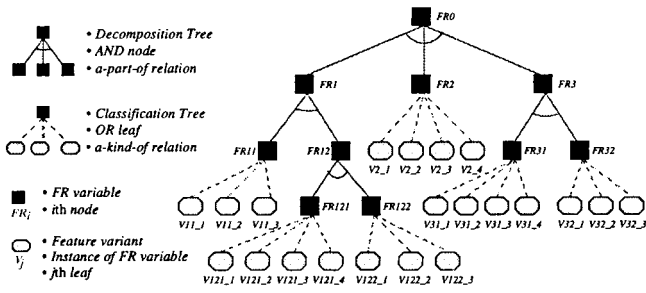 • Decomposition Tree
• AND node
• a-part-of relation
• Classification Tree
• OR leaf
• a-kind-of relation
FRi
• FR variable
• ith node
Vj
• Feature variant
• Instance of FR variable
• jth leaf
FR0
FR1
FR2
FR3
FR11
FR12
V2_1 V2_2 V2_3 V2_4
FR31
FR32
V11_1 V11_2 V11_3
FR121
FR122
V31_1 V31_2 V31_3 V31_4
V32_1 V32_2 V32_3
V121_1 V121_2 V121_3 V121_4
V122_1 V122_2 V122_3